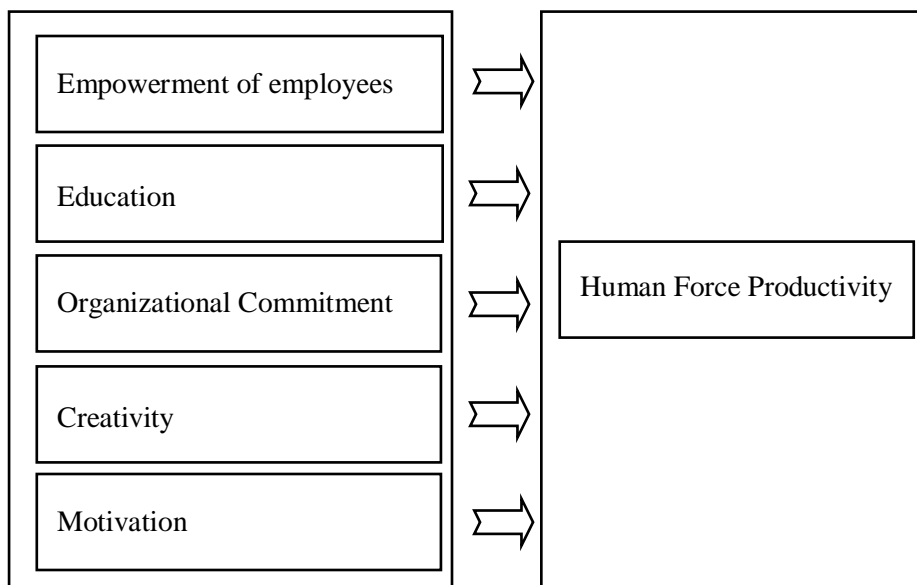 Empowerment of employees
Education
Organizational Commitment
Human Force Productivity
Creativity
Motivation